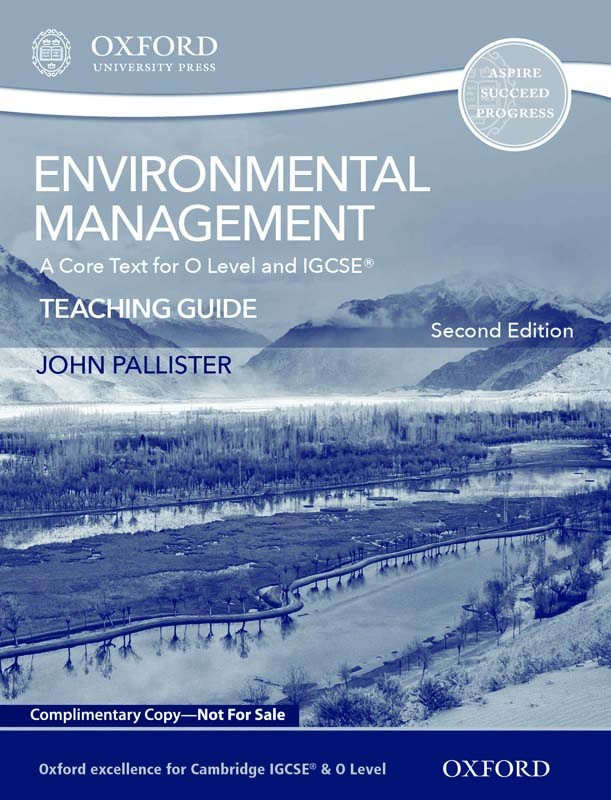 OXFORD
UNIVERSITY PRESS
ASPIRE
SUCCEED
PROGRESS
ENVIRONMENTAL
MANAGEMENT
A Core Text for O Level and IGCSE®
TEACHING GUIDE
Second Edition
JOHN PALLISTER
Complimentary Copy—Not For Sale
Oxford excellence for Cambridge IGCSE® & O Level
OXFORD